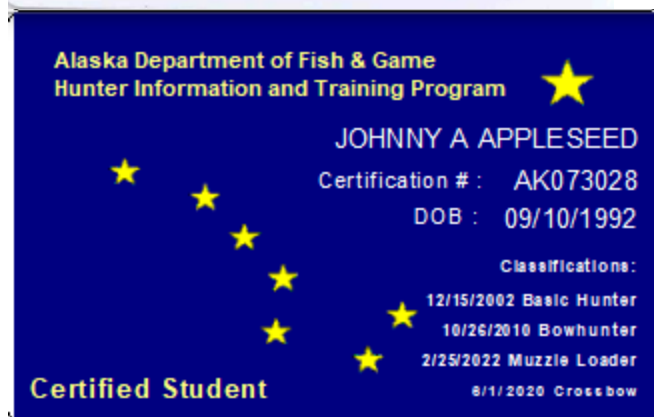 Alaska Department of Fish & Game
Hunter Information and Training Program
JOHNNY A APPLESEED
Certification # : AK073028
DOB : 09/10/1992
Classifications:
12/15/2002 Basic Hunter
10/26/2010 Bowhunter
2/25/2022 Muzzle Loader
6/1/2020 Crossbow
Certified Student